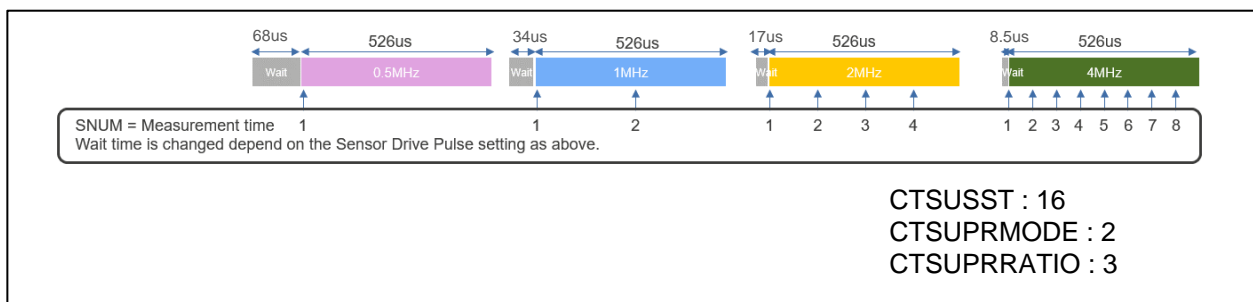 68us 526us 34us 526us 17us 526us 8.5us 526us
Wait 0.5MHz Wait 1MHz Wait 2MHz Wait 4MHz
SNUM = Measurement time 1 1 2 1 2 3 4 1 2 3 4 5 6 7 8
Wait time is changed depend on the Sensor Drive Pulse setting as above.
CTSUSST : 16
CTSUPRMODE : 2
CTSUPRRATIO : 3